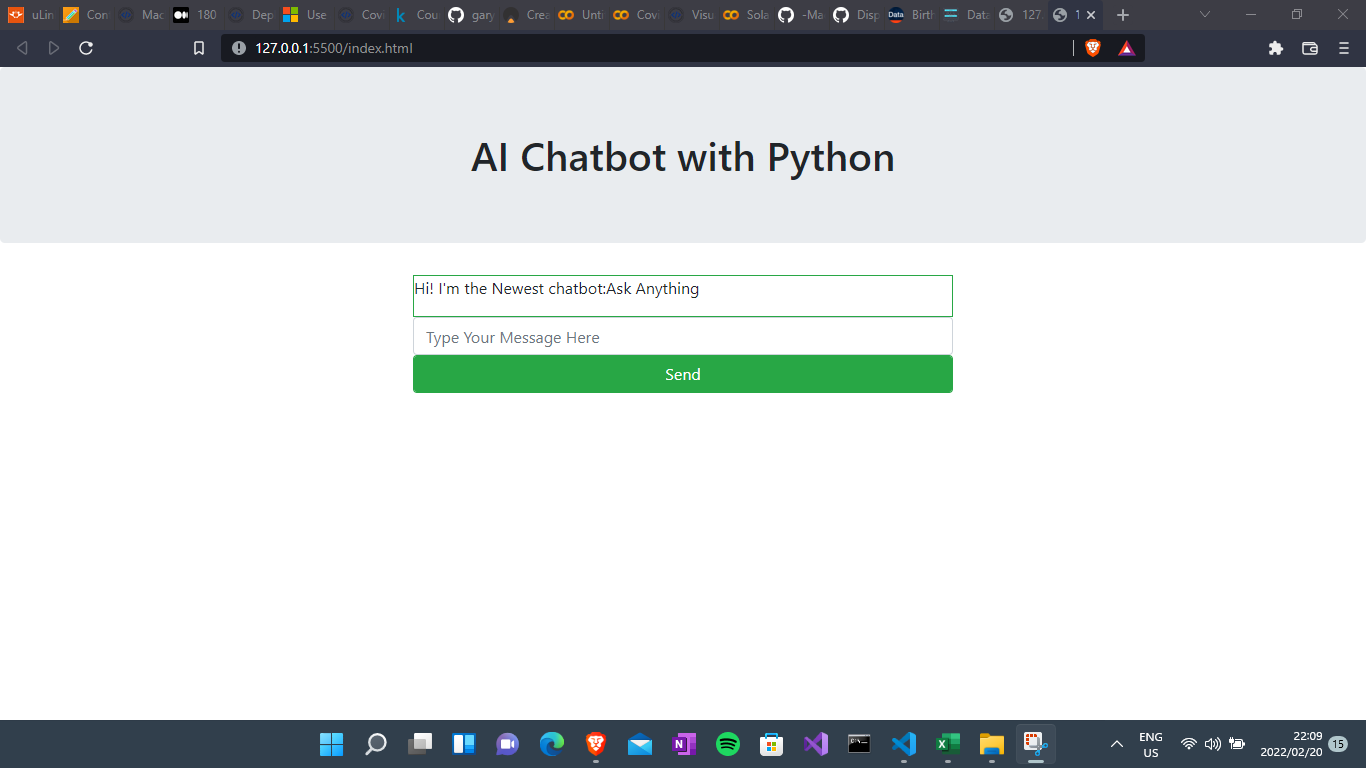 uLin
Con
Mac
180
Dep
Use
Cov
Cou
gary
Crea
Unti
Cov
Visu
Sola
-Ma
Disp
Data
Birth
Data
127.
1
127.0.0.1:5500/index.html
AI Chatbot with Python
Hi! I'm the Newest chatbot:Ask Anything
Type Your Message Here
Send
ENG
US
22:09
2022/02/20
15